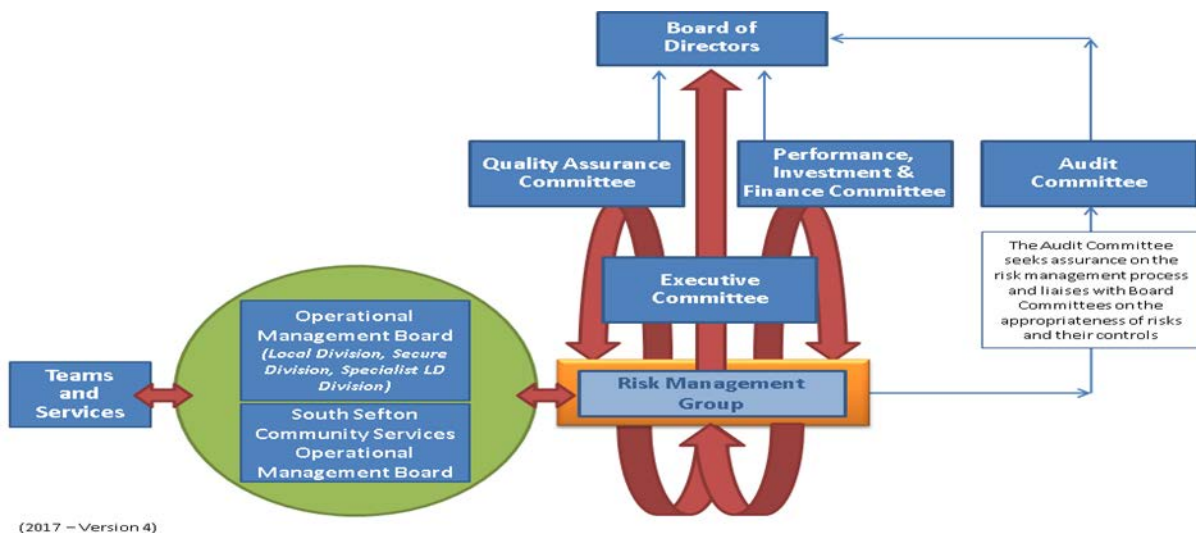 Board of
Directors
Quality Assurance
Committee
Performance,
Investment &
Finance Committee
Audit
Committee
The Audit Committee
seeks assurance on the
risk management process
and liaises with Board
Committees on the
appropriateness of risks
and their controls
Executive
Committee
Operational
Management Board
(Local Division, Secure
Division, Specialist LD
Division)
South Sefton
Community Services
Operational
Management Board
Teams
and
Services
Risk Management
Group
(2017 – Version 4)